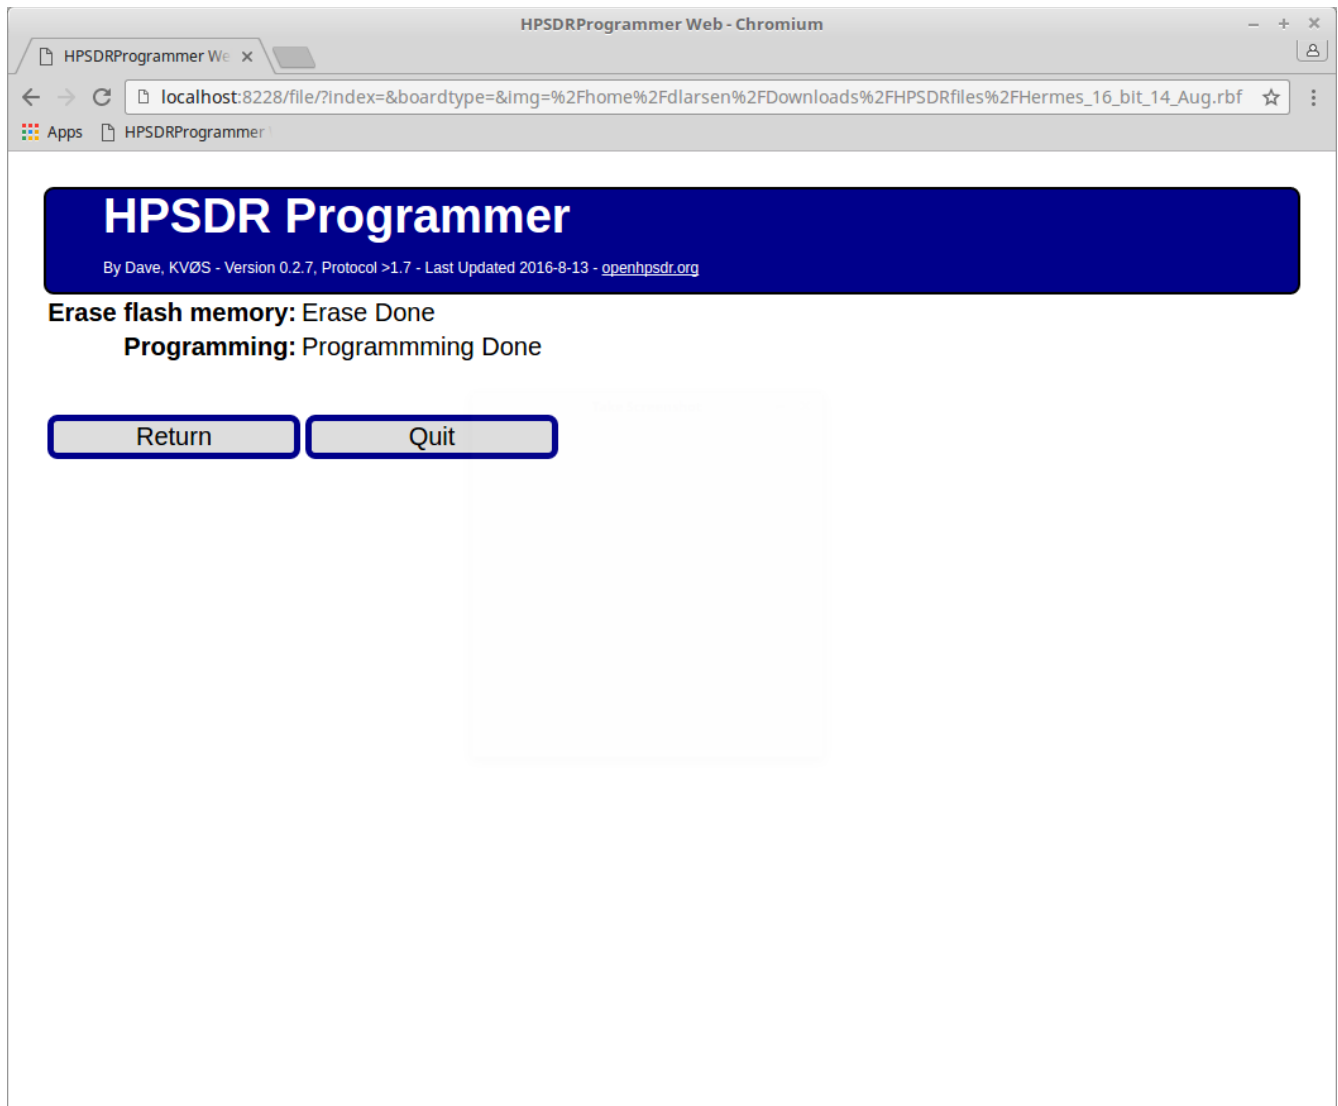 HPSDRProgrammer Web - Chromium
HPSDRProgrammer We
localhost:8228/file/?index=&boardtype=&img=%2Fhome%2Fdlarsen%2FDownloads%2FHPSDRfiles%2FHermes_16_bit_14_Aug.rbf
Apps HPSDRProgrammer
HPSDR Programmer
By Dave, KVØS - Version 0.2.7, Protocol >1.7 - Last Updated 2016-8-13 - openhpsdr.org
Erase flash memory: Erase Done
Programming: Programmming Done
Return Quit